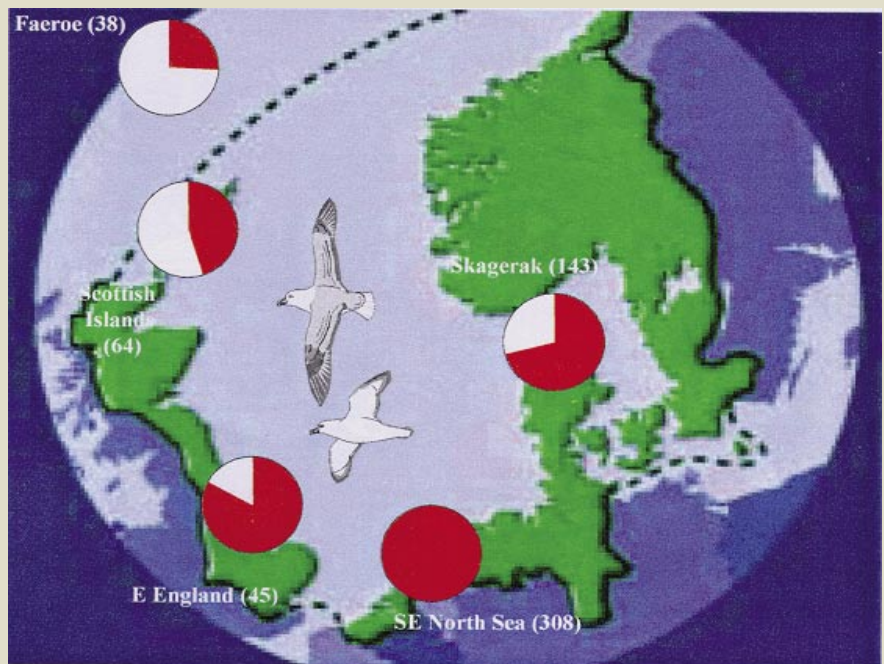 Faeroe (38)
Skagerak (143)
Scottish
Islands
(64)
E England (45)
SE North Sea (308)